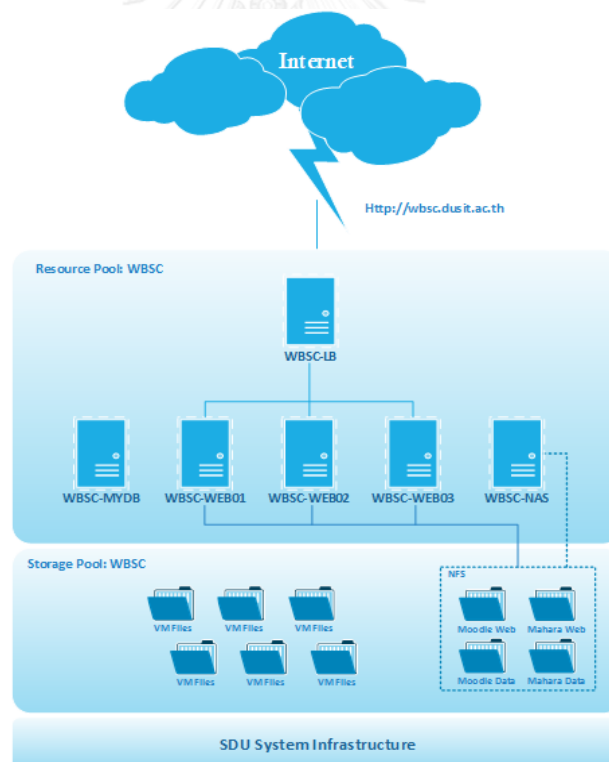 Internet
Http://wbsc.dusit.ac.th
Resource Pool: WBSC
WBSC-LB
WBSC-MYDB WBSC-WEB01 WBSC-WEB02 WBSC-WEB03 WBSC-NAS
Storage Pool: WBSC
NFS
VM Files VM Files VM Files
Moodle Web Mahara Web
VM Files VM Files VM Files
Moodle Data Mahara Data
SDU System Infrastructure